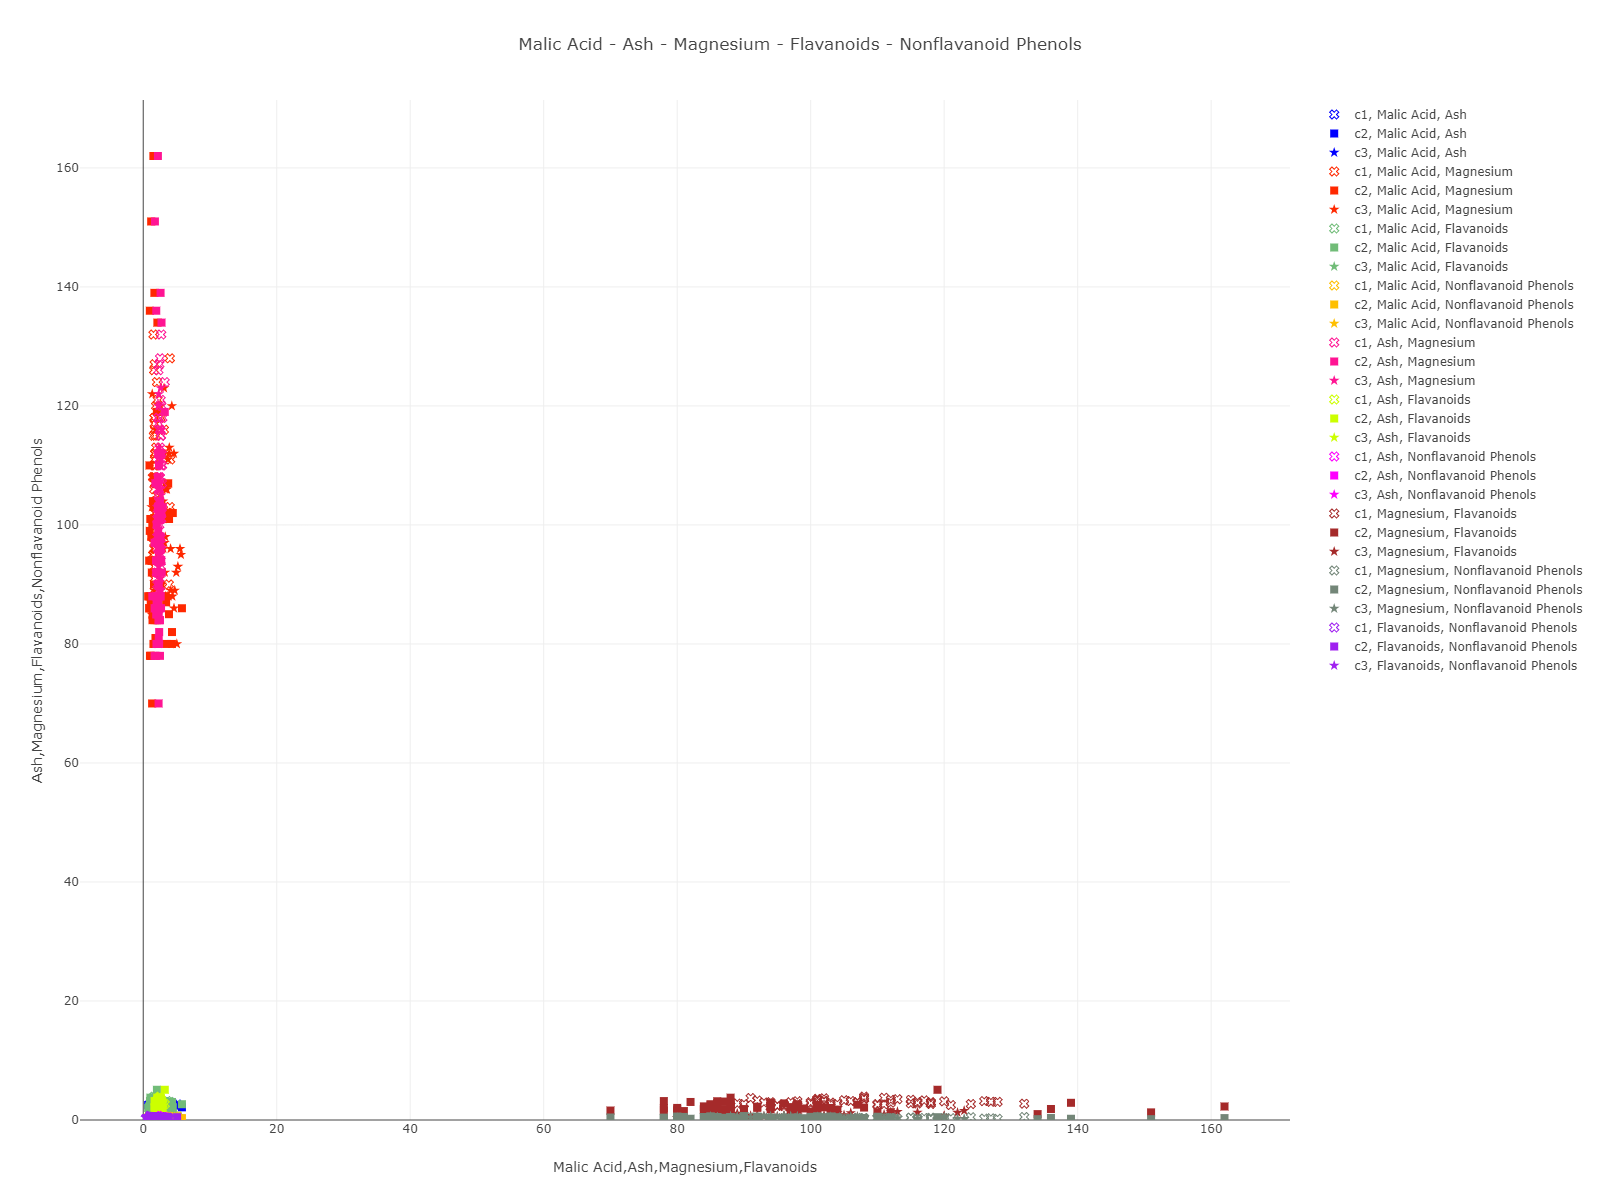 Malic Acid - Ash - Magnesium - Flavanoids - Nonflavanoid Phenols
Ash,Magnesium,Flavanoids,Nonflavanoid Phenols
160
140
120
100
80
60
40
20
0
0 20 40 60 80 100 120 140 160
Malic Acid,Ash,Magnesium,Flavanoids
c1, Malic Acid, Ash
c2, Malic Acid, Ash
c3, Malic Acid, Ash
c1, Malic Acid, Magnesium
c2, Malic Acid, Magnesium
c3, Malic Acid, Magnesium
c1, Malic Acid, Flavanoids
c2, Malic Acid, Flavanoids
c3, Malic Acid, Flavanoids
c1, Malic Acid, Nonflavanoid Phenols
c2, Malic Acid, Nonflavanoid Phenols
c3, Malic Acid, Nonflavanoid Phenols
c1, Ash, Magnesium
c2, Ash, Magnesium
c3, Ash, Magnesium
c1, Ash, Flavanoids
c2, Ash, Flavanoids
c3, Ash, Flavanoids
c1, Ash, Nonflavanoid Phenols
c2, Ash, Nonflavanoid Phenols
c3, Ash, Nonflavanoid Phenols
c1, Magnesium, Flavanoids
c2, Magnesium, Flavanoids
c3, Magnesium, Flavanoids
c1, Magnesium, Nonflavanoid Phenols
c2, Magnesium, Nonflavanoid Phenols
c3, Magnesium, Nonflavanoid Phenols
c1, Flavanoids, Nonflavanoid Phenols
c2, Flavanoids, Nonflavanoid Phenols
c3, Flavanoids, Nonflavanoid Phenols